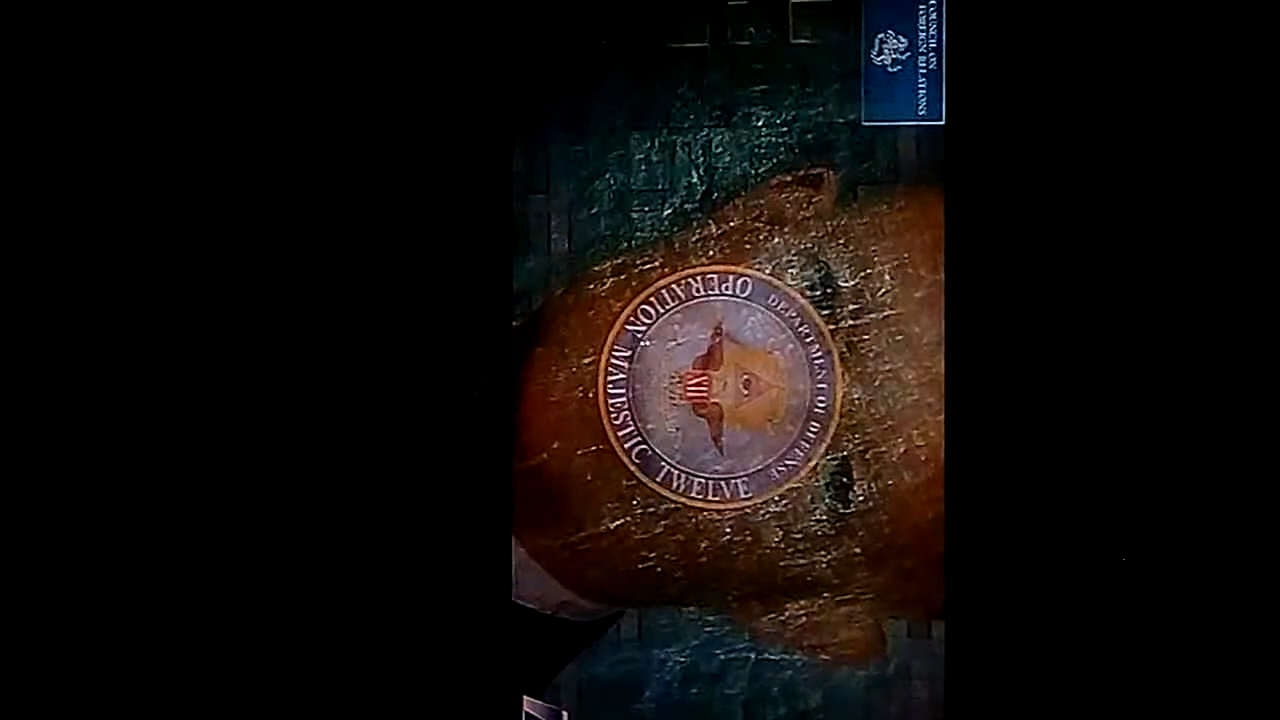 COUNCIL ON
FOREIGN RELATIONS
DEPARTMENT OF DEFENSE
OPERATION MAJESTIC TWELVE